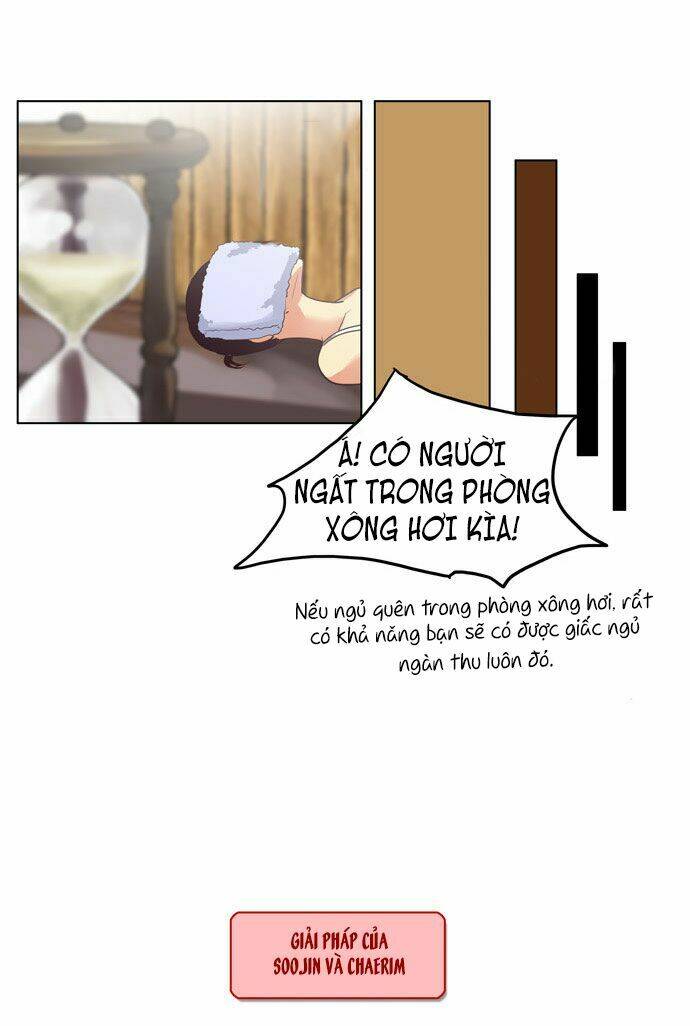 Á! CÓ NGƯỜI
NGẤT TRONG PHÒNG
XÔNG HƠI KÌA!
Nếu ngủ quên trong phòng xông hơi, rất
có khả năng bạn sẽ có được giấc ngủ
ngàn thu luôn đó.
GIẢI PHÁP CỦA
SOOJIN VÀ CHAERIM